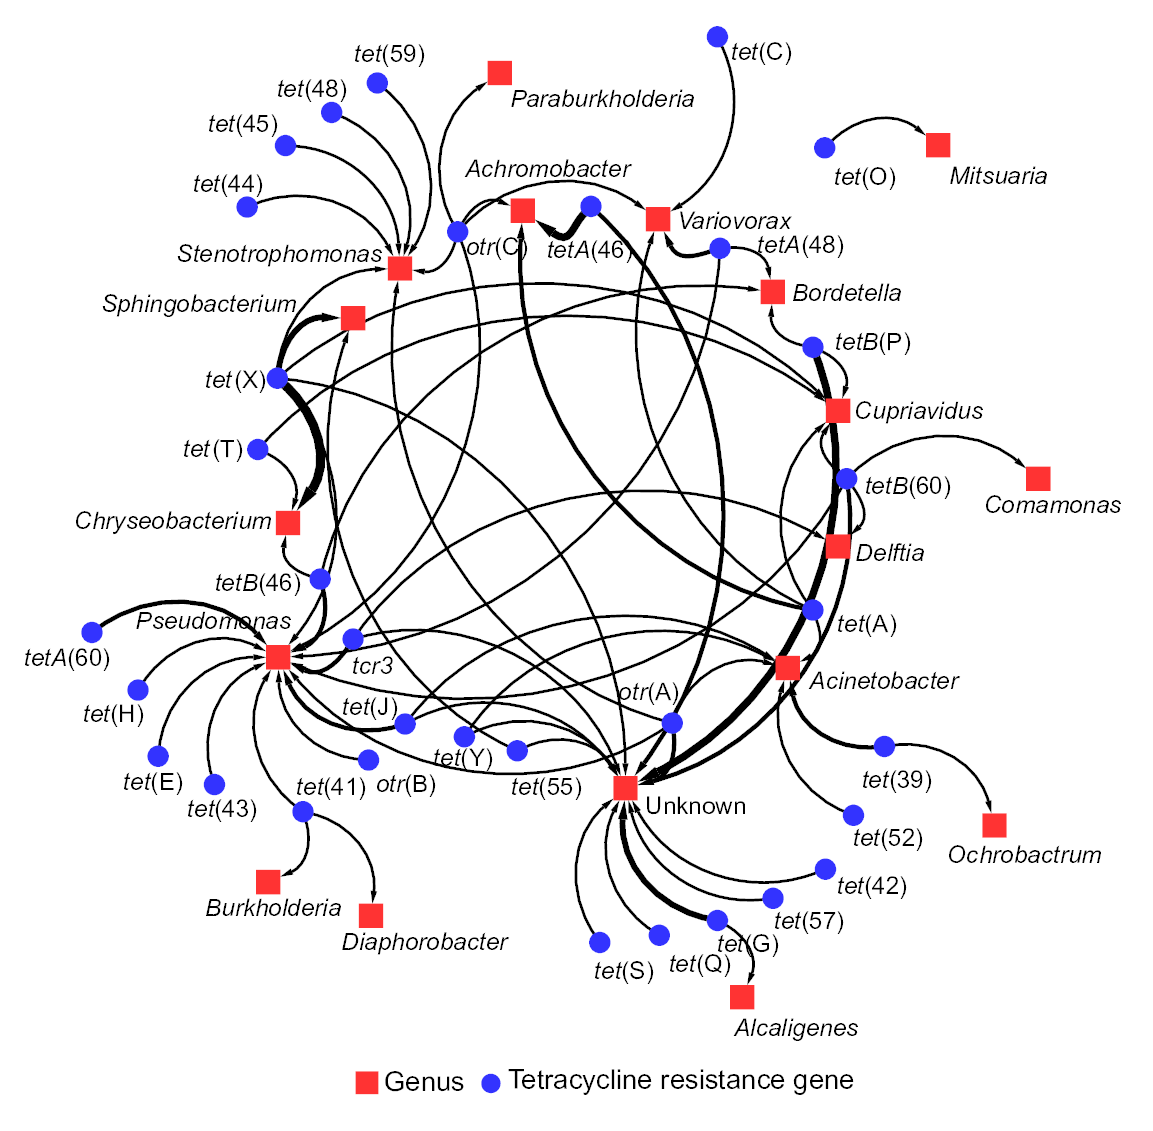 tet(59)
tet(C)
tet(48)
Paraburkholderia
tet(45)
Achromobacter
tet(O)
Mitsuaria
tet(44)
Variovorax
Stenotrophomonas
otr(C)
tetA(46)
tetA(48)
Sphingobacterium
Bordetella
tetB(P)
tet(X)
Cupriavidus
tet(T)
tetB(60)
Comamonas
Chryseobacterium
Delftia
tetB(46)
Pseudomonas
tet(A)
tetA(60)
tcr3
Acinetobacter
otr(A)
tet(H)
tet(J)
tet(Y)
tet(E)
tet(43)
tet(41)
otr(B)
tet(55)
Unknown
tet(39)
tet(52)
Ochrobactrum
tet(42)
Burkholderia
tet(57)
Diaphorobacter
tet(G)
tet(S)
tet(Q)
Alcaligenes
Genus
Tetracycline resistance gene